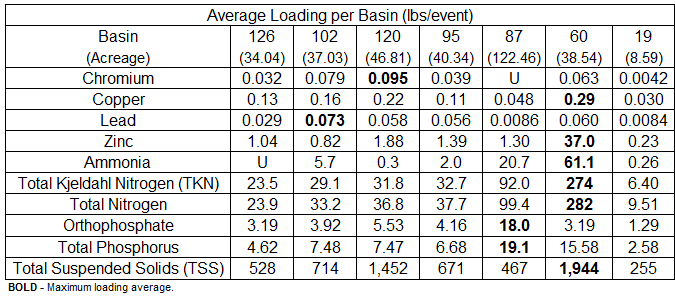 Average Loading per Basin (lbs/event)
Basin 126 102 120 95 87 60 19
(Acreage) (34.04) (37.03) (46.81) (40.34) (122.46) (38.54) (8.59)
Chromium 0.032 0.079 0.095 0.039 U 0.063 0.0042
Copper 0.13 0.16 0.22 0.11 0.048 0.29 0.030
Lead 0.029 0.073 0.058 0.056 0.0086 0.060 0.0084
Zinc 1.04 0.82 1.88 1.39 1.30 37.0 0.23
Ammonia U 5.7 0.3 2.0 20.7 61.1 0.26
Total Kjeldahl Nitrogen (TKN) 23.5 29.1 31.8 32.7 92.0 274 6.40
Total Nitrogen 23.9 33.2 36.8 37.7 99.4 282 9.51
Orthophosphate 3.19 3.92 5.53 4.16 18.0 3.19 1.29
Total Phosphorus 4.62 7.48 7.47 6.68 19.1 15.58 2.58
Total Suspended Solids (TSS) 528 714 1,452 671 467 1,944 255
BOLD - Maximum loading average.